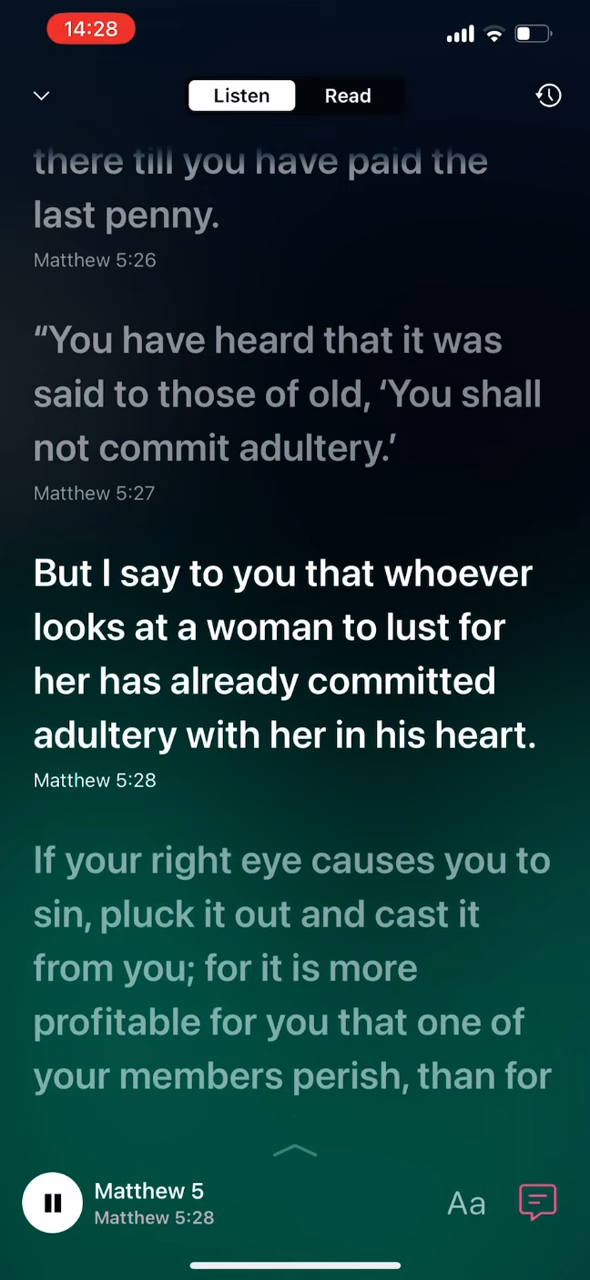 14:28
Listen
Read
there till you have paid the
last penny.
Matthew 5:26
“You have heard that it was
said to those of old, ‘You shall
not commit adultery.’
Matthew 5:27
But I say to you that whoever
looks at a woman to lust for
her has already committed
adultery with her in his heart.
Matthew 5:28
If your right eye causes you to
sin, pluck it out and cast it
from you; for it is more
profitable for you that one of
your members perish, than for
Matthew 5
Matthew 5:28
Aa